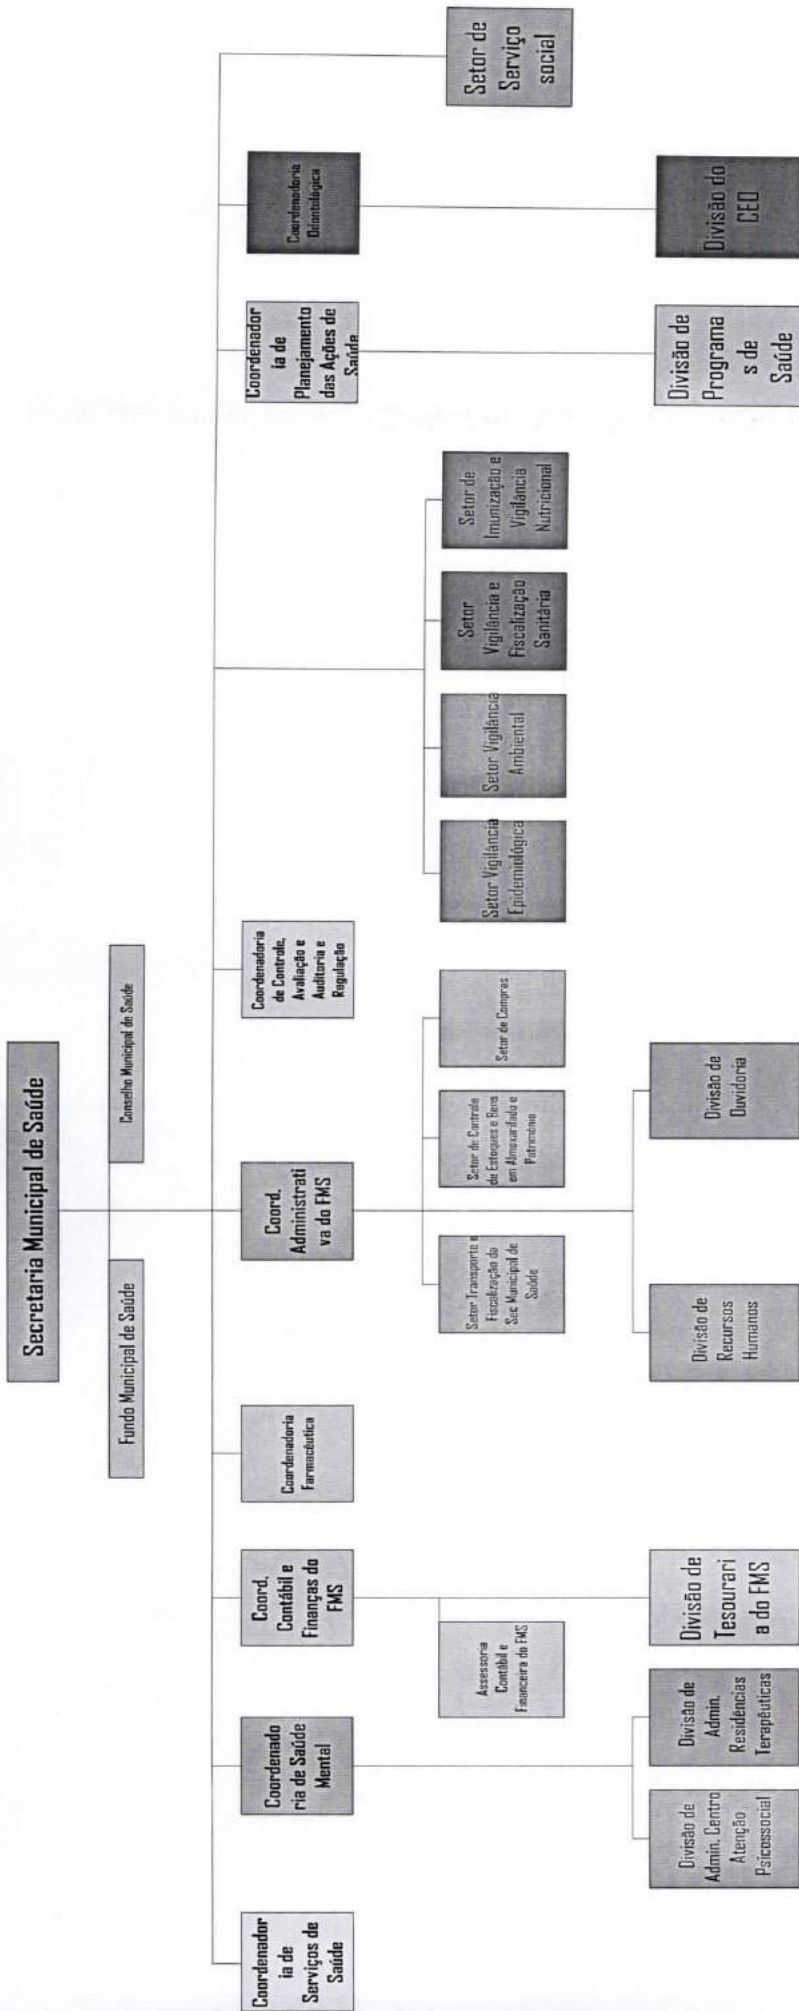 Secretaria Municipal de Saúde
Fundo Municipal de Saúde
Conselho Municipal de Saúde
Coordenador
ia de
Serviços de
Saúde
Coordenado
ria de Saúde
Mental
Coord.
Contábil e
Finanças do
FMS
Coordenadoria
Farmacêutica
Coord.
Administrati
va do FMS
Coordenadoria
de Controle,
Avaliação e
Auditoria e
Regulação
Coordenador
ia de
Planejamento
das Ações de
Saúde
Coordenadoria
Odontológica
Assessoria
Contábil e
Financeira do FMS
Setor Transporte e
Fiscalização da
Sec Municipal de
Saúde
Setor de Controle
de Estoques e Bens
em Almoxarifado e
Patrimônio
Setor de Compras
Setor Vigilância
Epidemiológica
Setor Vigilância
Ambiental
Setor
Vigilância e
Fiscalização
Sanitária
Setor de
Imunização e
Vigilância
Nutricional
Setor de
Serviço
social
Divisão de
Admin. Centro
Atenção
Psicossocial
Divisão de
Admin.
Residências
Terapêuticas
Divisão de
Tesourari
a do FMS
Divisão de
Recursos
Humanos
Divisão de
Ouvidoria
Divisão de
Programa
s de
Saúde
Divisão do
CEO